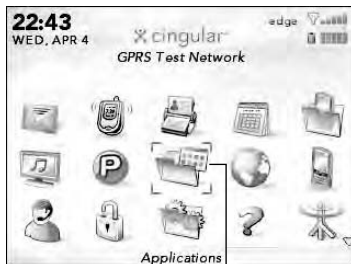 22:43
WED, APR 4
cingular
edge
GPRS Test Network
P
?
Applications